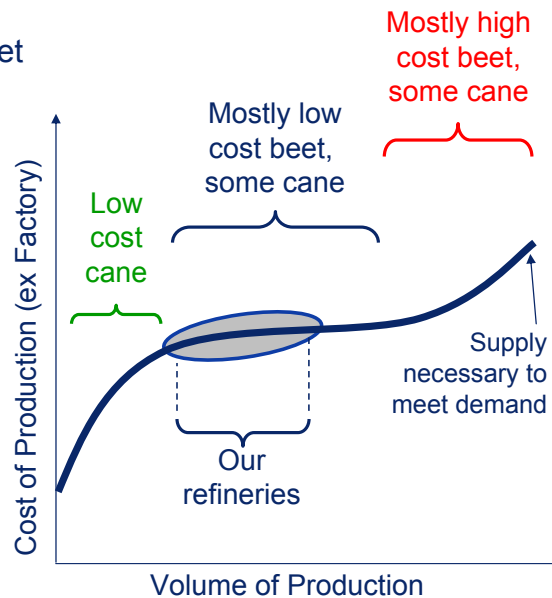 et
Mostly high
cost beet,
some cane
Mostly low
cost beet,
some cane
Low
cost
cane
Cost of Production (ex Factory)
Supply
necessary to
meet demand
Our
refineries
Volume of Production